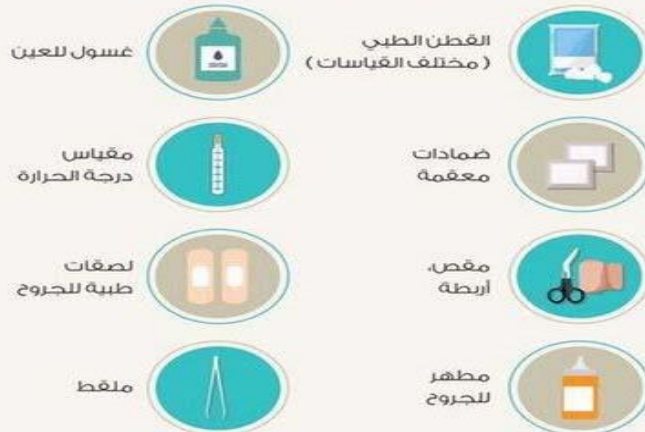 القطن الطبي
( مختلف القياسات )
غسول للعين
ضمادات
معقمة
مقياس
درجة الحرارة
مقص،
أربطة
لصقات
طبية للجروح
مطهر
للجروح
ملقط